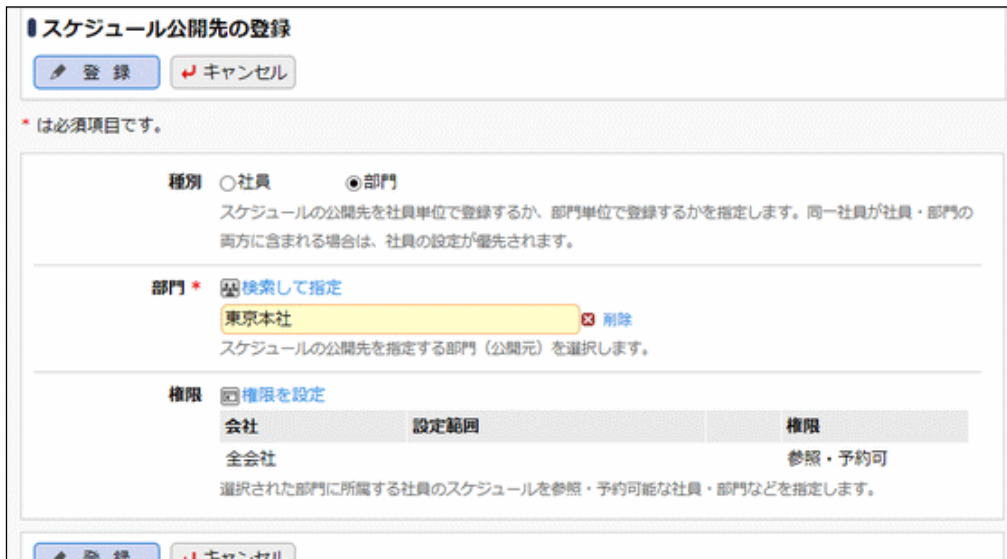 スケジュール公開先の登録
登 録 キャンセル
* は必須項目です。
種別 社員 部門
スケジュールの公開先を社員単位で登録するか、部門単位で登録するかを指定します。同一社員が社員・部門の
両方に含まれる場合は、社員の設定が優先されます。
部門 * 検索して指定
東京本社 削除
スケジュールの公開先を指定する部門（公開元）を選択します。
権限 権限を設定
会社 設定範囲 権限
全会社 参照・予約可
選択された部門に所属する社員のスケジュールを参照・予約可能な社員・部門などを指定します。
登 録 キャンセル